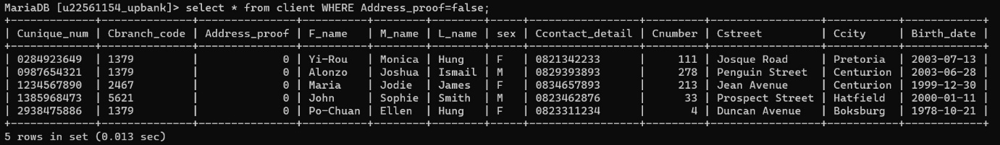 MariaDB [u22561154_upbank]> select * from client WHERE Address_proof=false;
+-------------+--------------+---------------+---------+--------+--------+-----+-----------------+---------+-----------------+-----------+------------+
| Cunique_num | Cbranch_code | Address_proof | F_name  | M_name | L_name | sex | Ccontact_detail | Cnumber | Cstreet         | Ccity     | Birth_date |
+-------------+--------------+---------------+---------+--------+--------+-----+-----------------+---------+-----------------+-----------+------------+
| 0284923649  | 1379         |             0 | Yi-Rou  | Monica | Hung   | F   | 0821342233      |     111 | Josque Road     | Pretoria  | 2003-07-13 |
| 0987654321  | 1379         |             0 | Alonzo  | Joshua | Ismail | M   | 0829393893      |     278 | Penguin Street  | Centurion | 2003-06-28 |
| 1234567890  | 2467         |             0 | Maria   | Jodie  | James  | F   | 0834657893      |     213 | Jean Avenue     | Centurion | 1999-12-30 |
| 1385968473  | 5621         |             0 | John    | Sophie | Smith  | M   | 0823462876      |      33 | Prospect Street | Hatfield  | 2000-01-11 |
| 2938475886  | 1379         |             0 | Po-Chuan | Ellen | Hung   | F   | 0823311234      |       4 | Duncan Avenue   | Boksburg  | 1978-10-21 |
+-------------+--------------+---------------+---------+--------+--------+-----+-----------------+---------+-----------------+-----------+------------+
5 rows in set (0.013 sec)